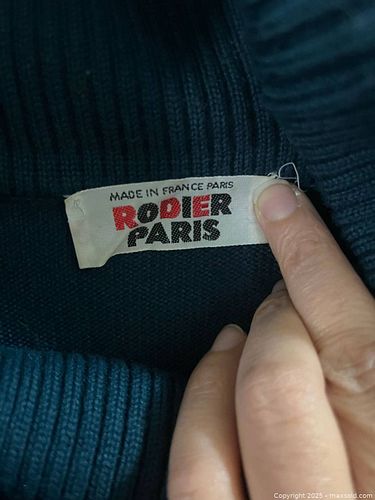 MADE IN FRANCE PARIS
RODIER
PARIS
Copyright 2025 - maxsold.com